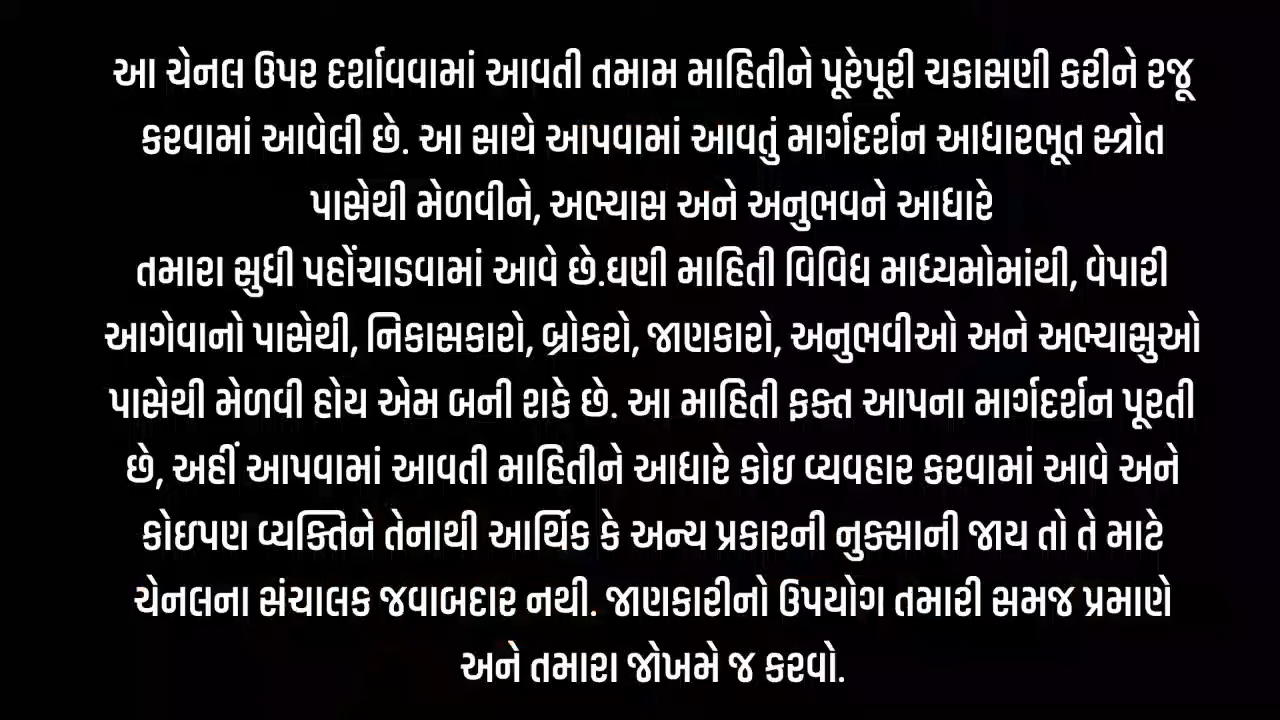 આ ચેનલ ઉપર દર્શાવવામાં આવતી તમામ માહિતીને પૂરેપૂરી ચકાસણી કરીને રજૂ
કરવામાં આવેલી છે. આ સાથે આપવામાં આવતું માર્ગદર્શન આધારભૂત સ્ત્રોત
પાસેથી મેળવીને, અભ્યાસ અને અનુભવને આધારે
તમારા સુધી પહોંચાડવામાં આવે છે.ઘણી માહિતી વિવિધ માધ્યમોમાંથી, વેપારી
આગેવાનો પાસેથી, નિકાસકારો, બ્રોકરો, જાણકારો, અનુભવીઓ અને અભ્યાસુઓ
પાસેથી મેળવી હોય એમ બની શકે છે. આ માહિતી ફક્ત આપના માર્ગદર્શન પૂરતી
છે, અહીં આપવામાં આવતી માહિતીને આધારે કોઇ વ્યવહાર કરવામાં આવે અને
કોઇપણ વ્યક્તિને તેનાથી આર્થિક કે અન્ય પ્રકારની નુક્સાની જાય તો તે માટે
ચેનલના સંચાલક જવાબદાર નથી. જાણકારીનો ઉપયોગ તમારી સમજ પ્રમાણે
અને તમારા જોખમે જ કરવો.